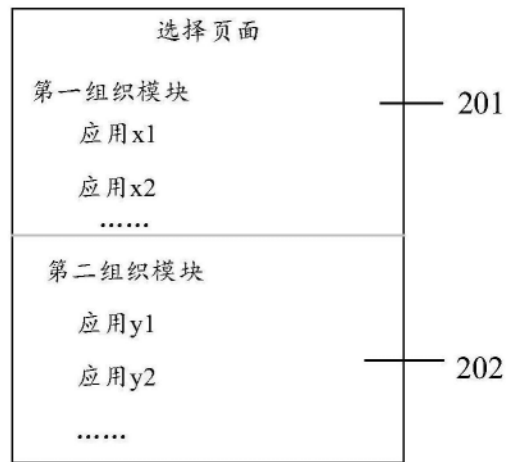 选择页面
第一组织模块
201
应用x1
应用x2
……
第二组织模块
应用y1
应用y2
202
……